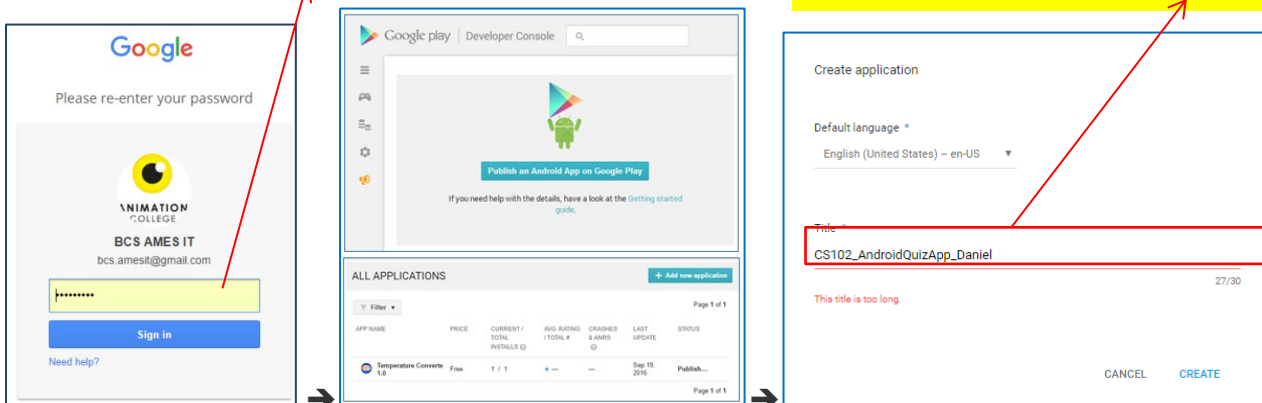 Google
Please re-enter your password
ANIMATION
COLLEGE
BCS AMES IT
bcs.amesit@gmail.com
•••••••••
Sign in
Need help?
Google play | Developer Console
Publish an Android App on Google Play
If you need help with the details, have a look at the Getting started
guide.
ALL APPLICATIONS
+ Add new application
Filter
Page 1 of 1
APP NAME PRICE CURRENT / TOTAL INSTALLS AVG. RATING / TOTAL # CRASHES & ANRS LAST UPDATE STATUS
Temperature Converte 1.0 Free 1 / 1 ★ — — Sep 19, 2016 Publish...
Page 1 of 1
Create application
Default language *
English (United States) – en-US
Title *
CS102_AndroidQuizApp_Daniel
27/30
This title is too long.
CANCEL CREATE